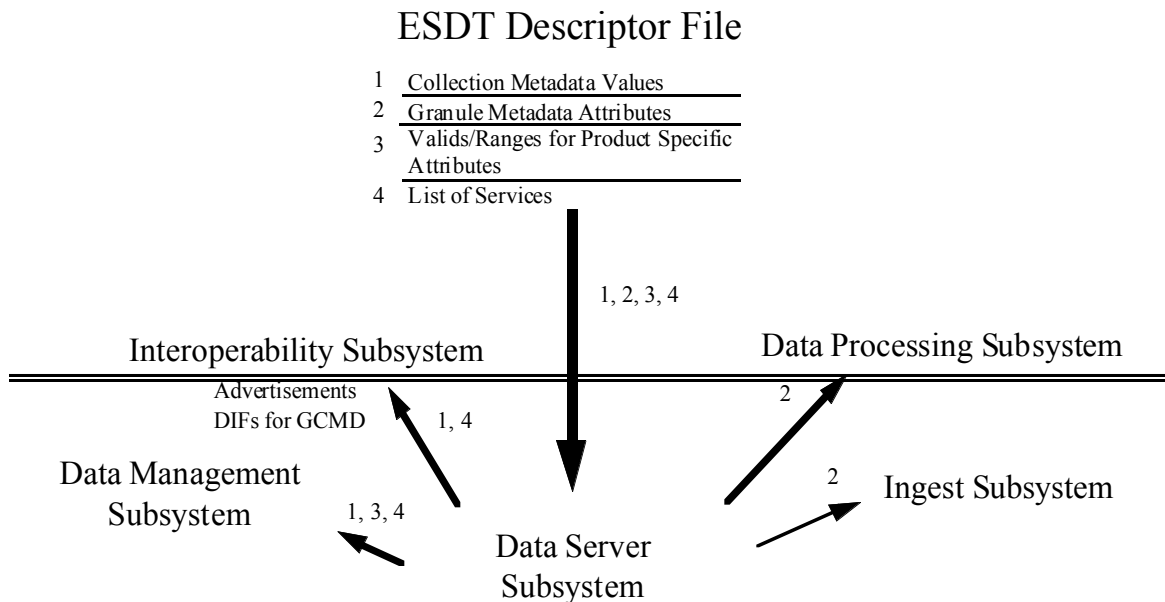 ESDT Descriptor File
1 Collection Metadata Values
2 Granule Metadata Attributes
3 Valids/Ranges for Product Specific
Attributes
4 List of Services
1, 2, 3, 4
Interoperability Subsystem
Data Processing Subsystem
Advertisements
DIFs for GCMD
1, 4
2
Data Management
Subsystem
1, 3, 4
2
Ingest Subsystem
Data Server
Subsystem